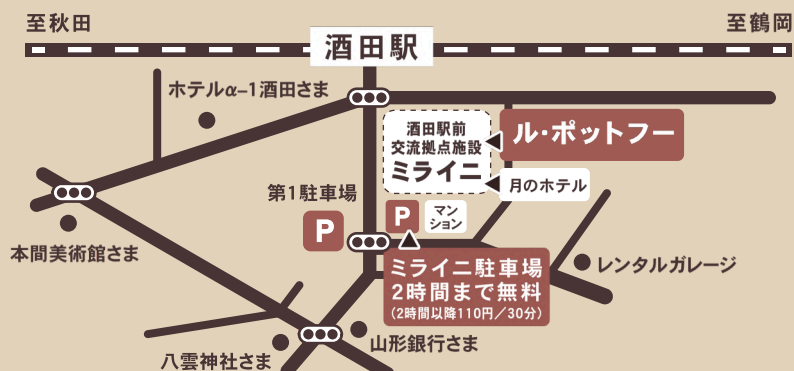 至秋田
至鶴岡
酒田駅
ホテルα−1酒田さま
酒田駅前
交流拠点施設
ミライニ
ル・ポットフー
月のホテル
第1駐車場
P
P
マン
ション
本間美術館さま
ミライニ駐車場
2時間まで無料
(2時間以降110円／30分)
レンタルガレージ
山形銀行さま
八雲神社さま